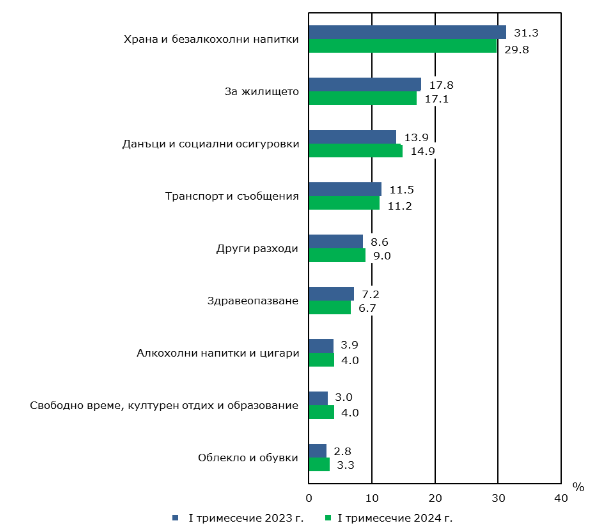 Храна и безалкохолни напитки 31.3
29.8
За жилището 17.8
17.1
Данъци и социални осигуровки 13.9
14.9
Транспорт и съобщения 11.5
11.2
Други разходи 8.6
9.0
Здравеопазване 7.2
6.7
Алкохолни напитки и цигари 3.9
4.0
Свободно време, културен отдих и образование 3.0
4.0
Облекло и обувки 2.8
3.3
%
0 10 20 30 40
I тримесечие 2023 г. I тримесечие 2024 г.